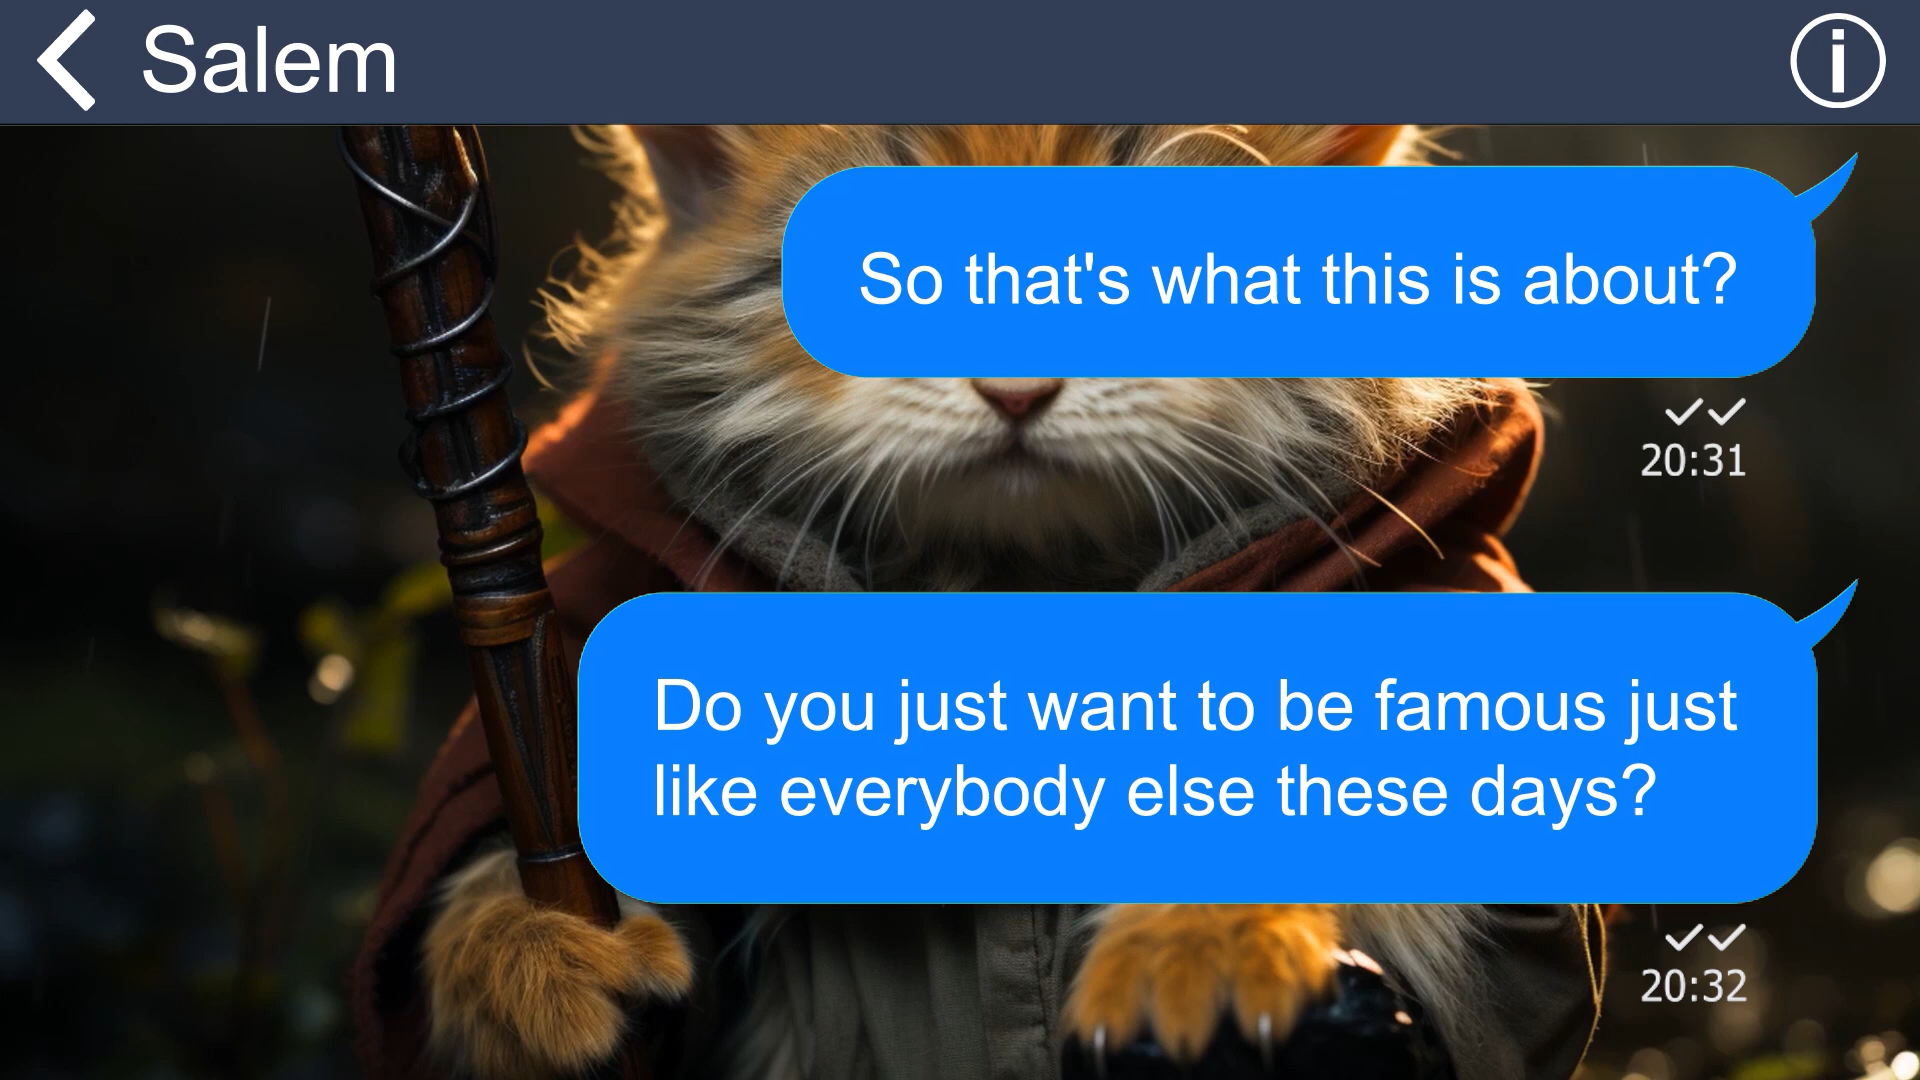 Salem
So that's what this is about?
20:31
Do you just want to be famous just
like everybody else these days?
20:32